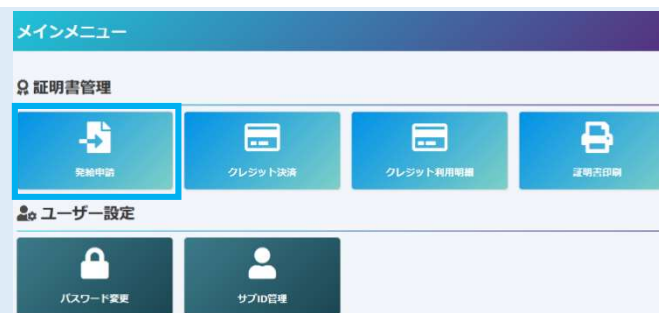 メインメニュー
証明書管理
発給申請
クレジット決済
クレジット利用明細
証明書印刷
ユーザー設定
パスワード変更
サブID管理